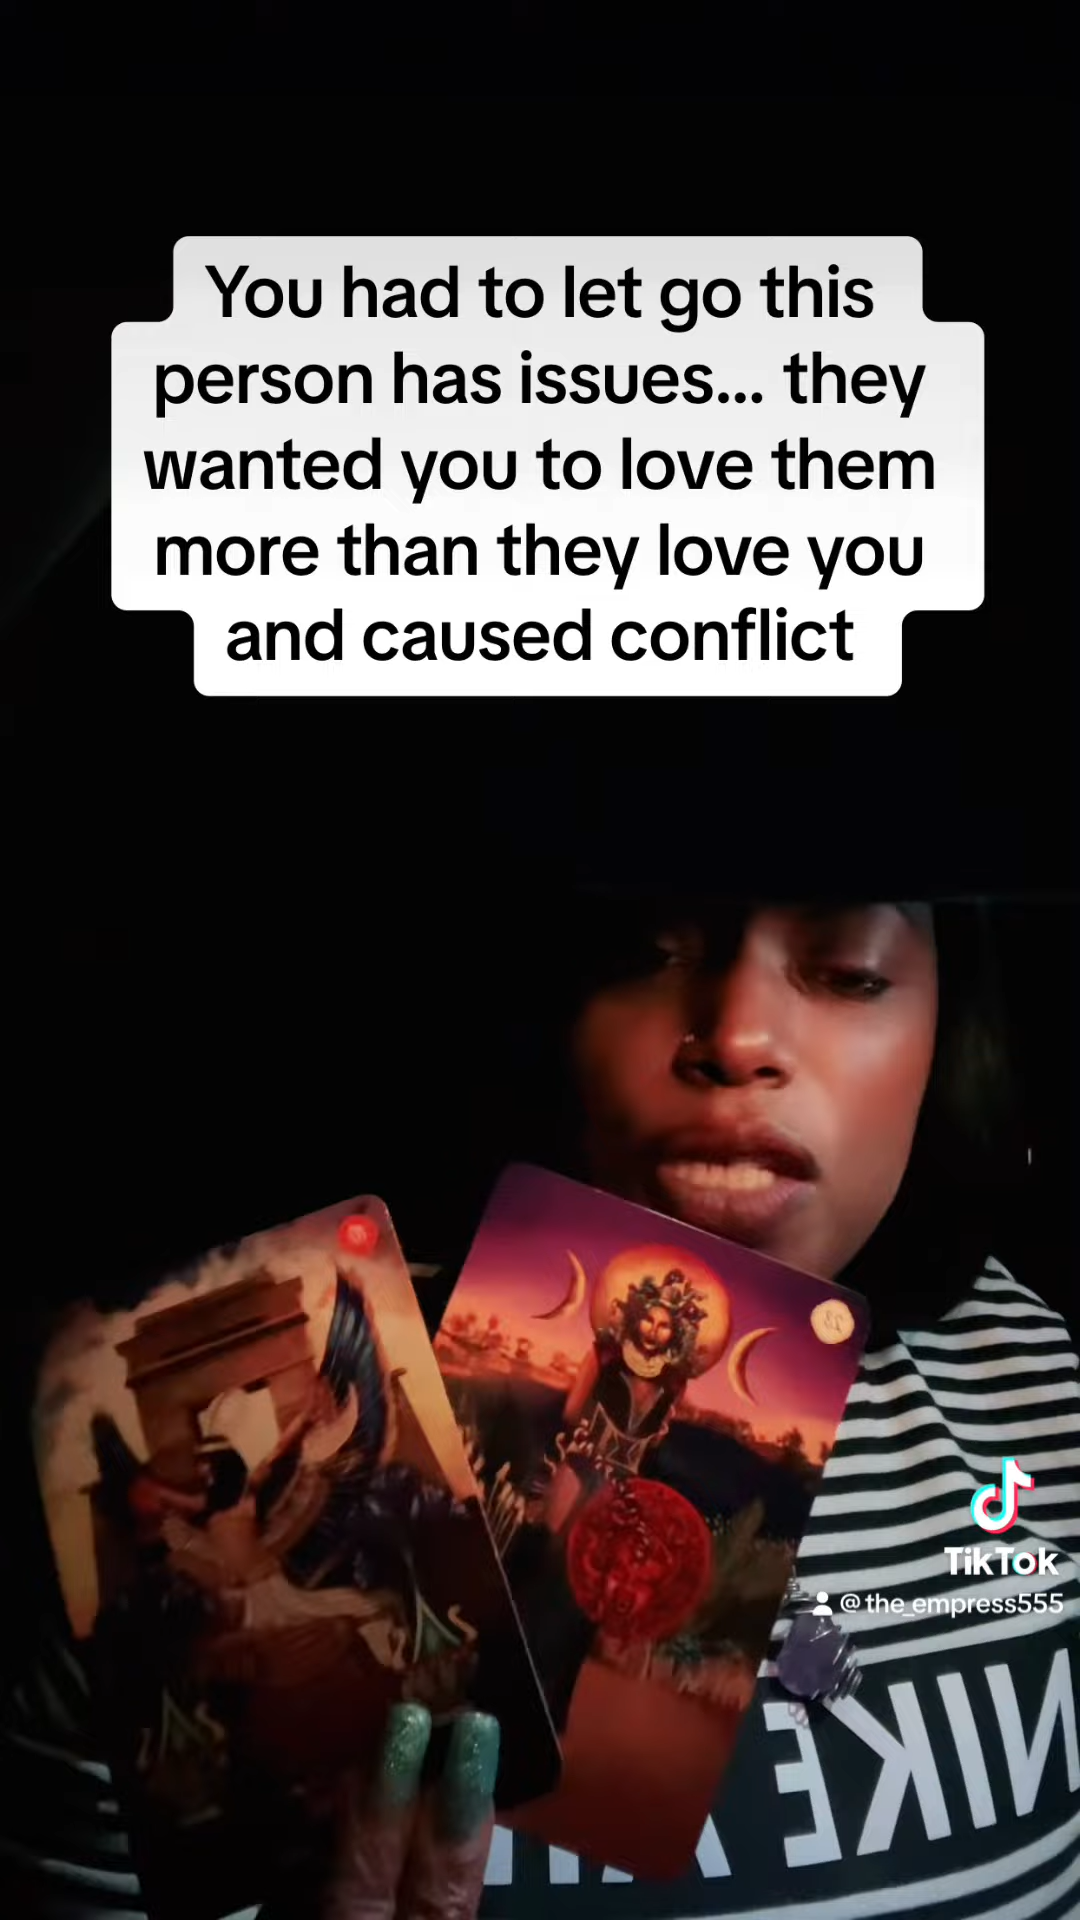 You had to let go this
person has issues... they
wanted you to love them
more than they love you
and caused conflict
23
TikTok
@the_empress555
NIKE